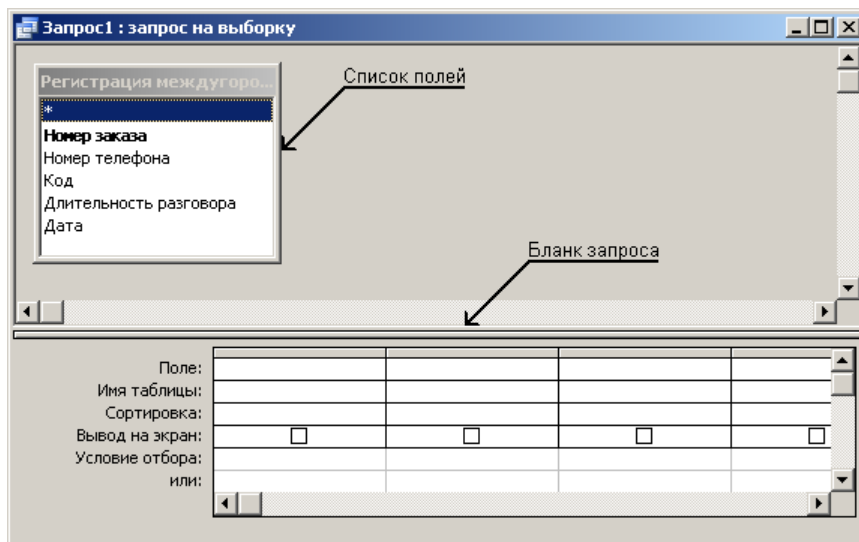 Запрос1 : запрос на выборку
Список полей
Регистрация междугоро...
*
Номер заказа
Номер телефона
Код
Длительность разговора
Дата
Бланк запроса
Поле:
Имя таблицы:
Сортировка:
Вывод на экран:
Условие отбора:
или: